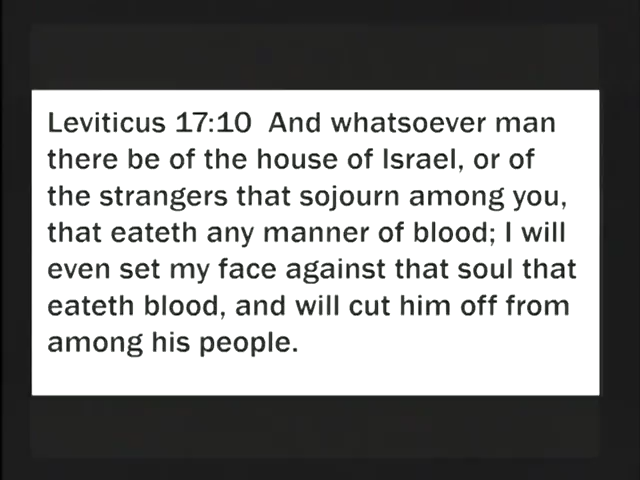 Leviticus 17:10  And whatsoever man
there be of the house of Israel, or of
the strangers that sojourn among you,
that eateth any manner of blood; I will
even set my face against that soul that
eateth blood, and will cut him off from
among his people.